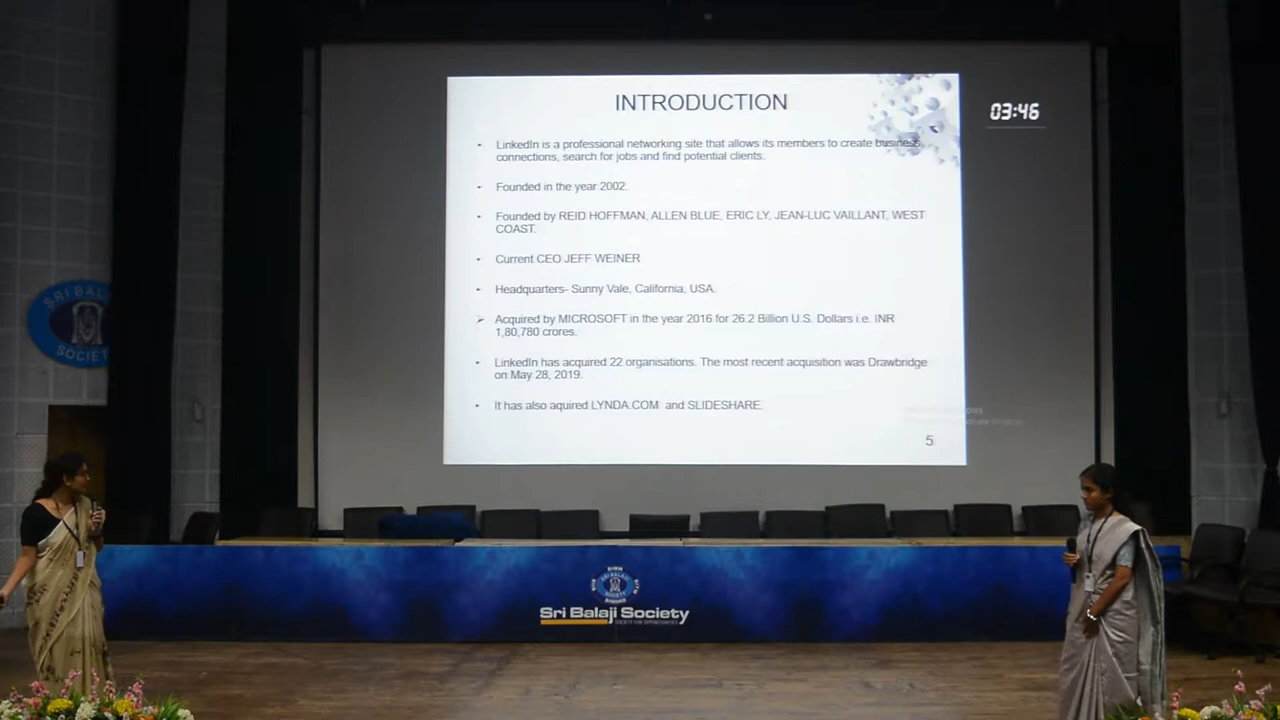 INTRODUCTION
03:46
• LinkedIn is a professional networking site that allows its members to create business
connections, search for jobs and find potential clients.
• Founded in the year 2002.
• Founded by REID HOFFMAN, ALLEN BLUE, ERIC LY, JEAN-LUC VAILLANT, WEST
COAST.
• Current CEO JEFF WEINER
• Headquarters- Sunny Vale, California, USA.
➢ Acquired by MICROSOFT in the year 2016 for 26.2 Billion U.S. Dollars i.e. INR
1,80,780 crores.
• LinkedIn has acquired 22 organisations. The most recent acquisition was Drawbridge
on May 28, 2019.
• It has also aquired LYNDA.COM and SLIDESHARE.
5
SRI BALA
SOCIET
SRI BALAJI
Sri Balaji Society